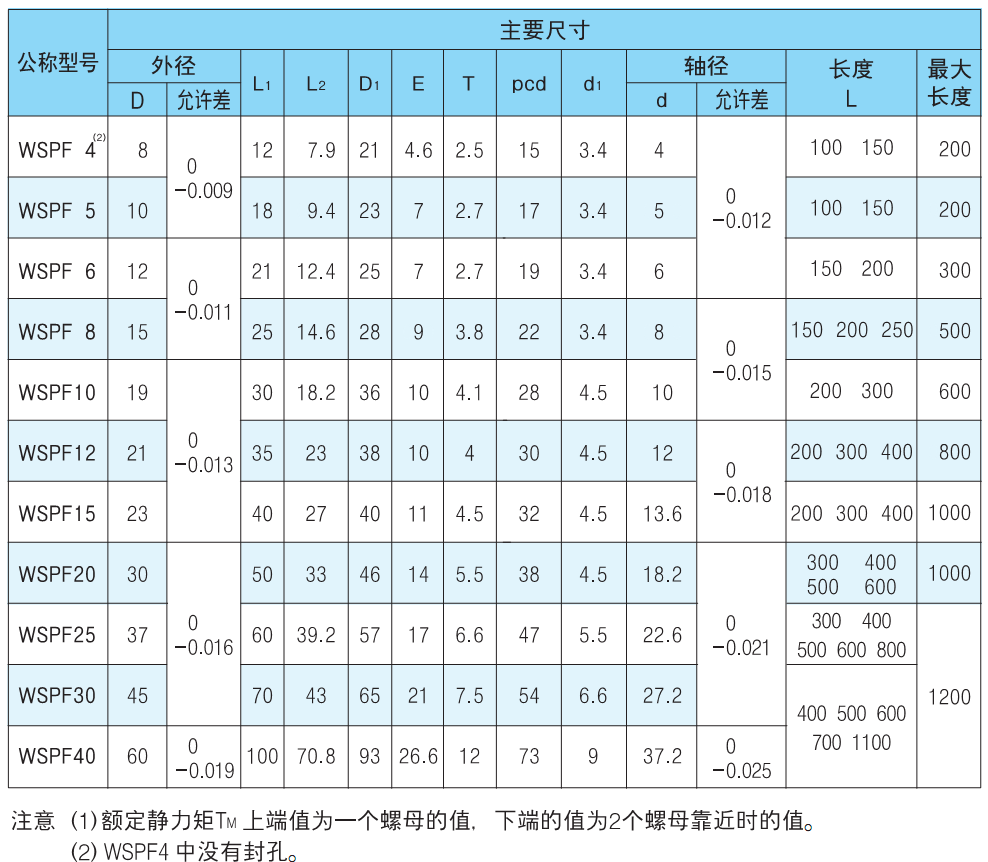 主要尺寸
公称型号 外径 L1 L2 D1 E T pcd d1 轴径 长度 L 最大长度
D 允许差 d 允许差
WSPF 4(2) 8 0 -0.009 12 7.9 21 4.6 2.5 15 3.4 4 0 -0.012 100 150 200
WSPF 5 10 18 9.4 23 7 2.7 17 3.4 5 100 150 200
WSPF 6 12 0 -0.011 21 12.4 25 7 2.7 19 3.4 6 150 200 300
WSPF 8 15 25 14.6 28 9 3.8 22 3.4 8 0 -0.015 150 200 250 500
WSPF10 19 0 -0.013 30 18.2 36 10 4.1 28 4.5 10 200 300 600
WSPF12 21 35 23 38 10 4 30 4.5 12 0 -0.018 200 300 400 800
WSPF15 23 40 27 40 11 4.5 32 4.5 13.6 200 300 400 1000
WSPF20 30 0 -0.016 50 33 46 14 5.5 38 4.5 18.2 0 -0.021 300 400 500 600 1000
WSPF25 37 60 39.2 57 17 6.6 47 5.5 22.6 300 400 500 600 800 1200
WSPF30 45 70 43 65 21 7.5 54 6.6 27.2 400 500 600 700 1100
WSPF40 60 0 -0.019 100 70.8 93 26.6 12 73 9 37.2 0 -0.025
注意 (1)额定静力矩TM 上端值为一个螺母的值, 下端的值为2个螺母靠近时的值。
(2) WSPF4 中没有封孔。